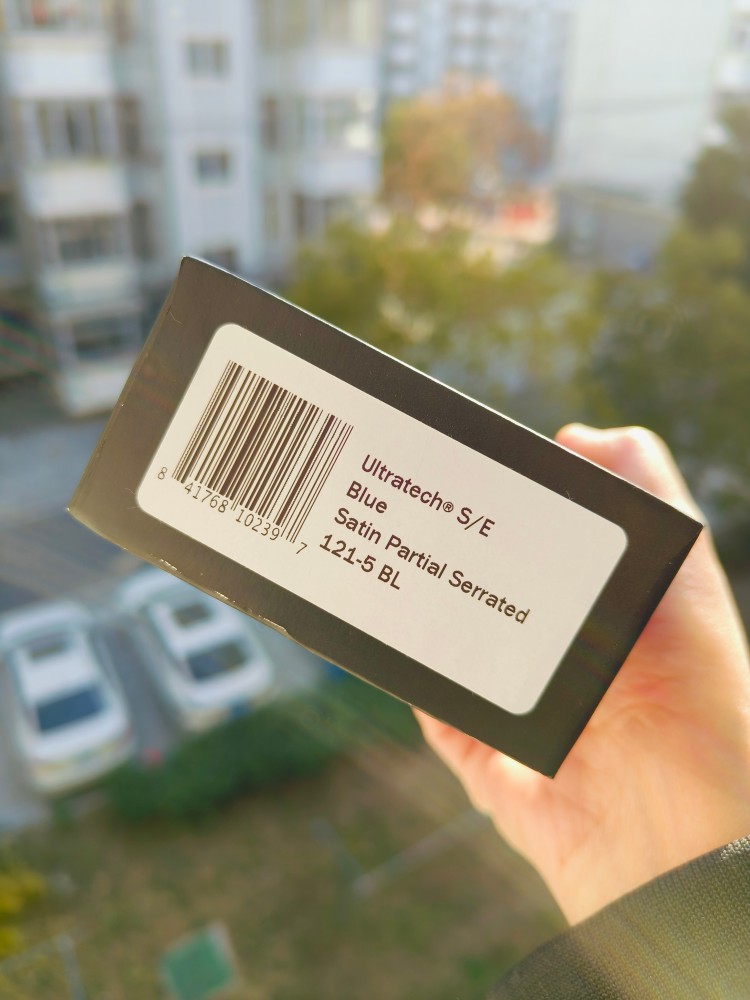 Ultratech® S/E
Blue
Satin Partial Serrated
121-5 BL
8 41768 10239 7